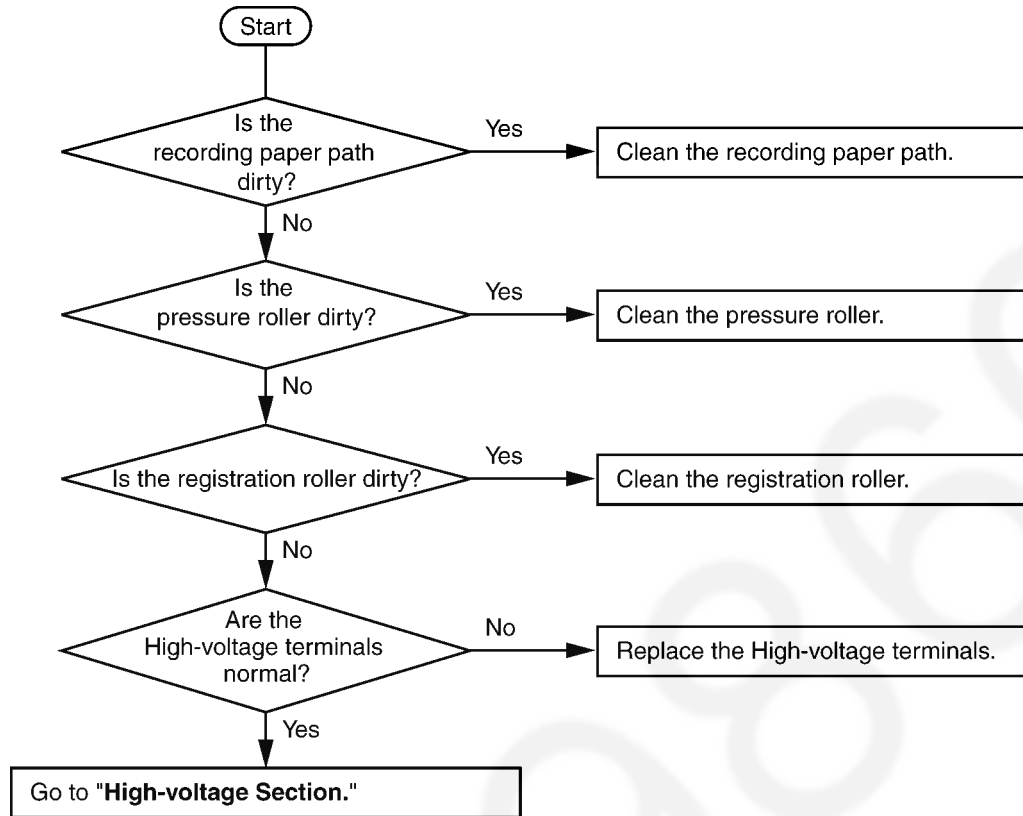 Start
Is the
recording paper path
dirty?
Yes
Clean the recording paper path.
No
Is the
pressure roller dirty?
Yes
Clean the pressure roller.
No
Is the registration roller dirty?
Yes
Clean the registration roller.
No
Are the
High-voltage terminals
normal?
No
Replace the High-voltage terminals.
Yes
Go to "High-voltage Section."